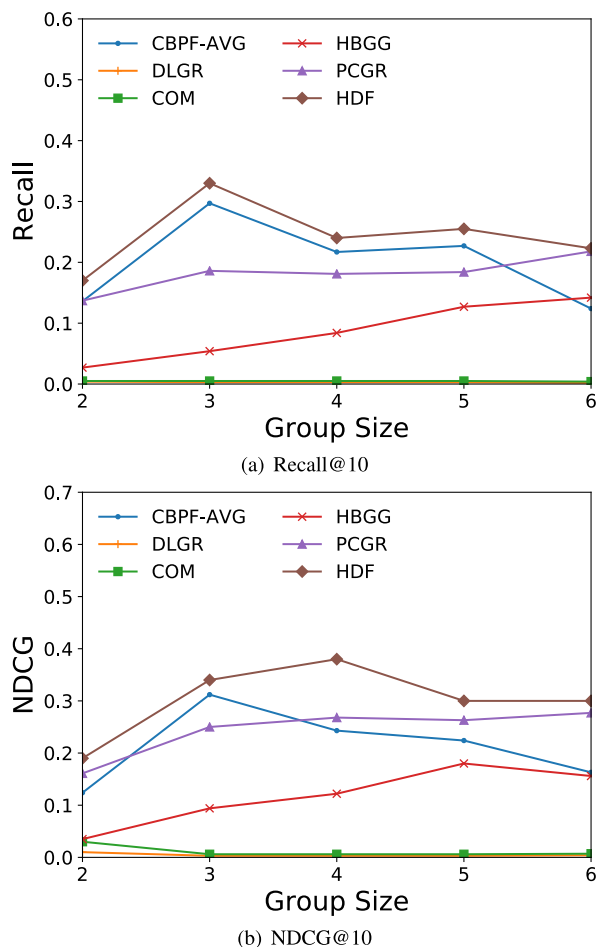 0.6
CBPF-AVG HBGG
DLGR PCGR
COM HDF
0.5
0.4
0.3
0.2
0.1
0.0
Recall
2 3 4 5 6
Group Size
(a) Recall@10
0.7
CBPF-AVG HBGG
DLGR PCGR
COM HDF
0.6
0.5
0.4
0.3
0.2
0.1
0.0
NDCG
2 3 4 5 6
Group Size
(b) NDCG@10